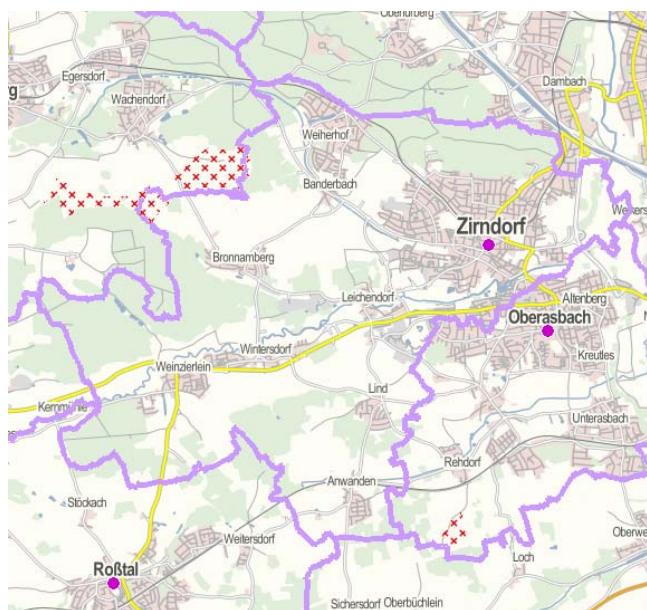 Egersdorf
Wachendorf
Dambach
Weiherhof
Banderbach
Zirndorf
Bronnamberg
Leichendorf
Altenberg
Oberasbach
Wintersdorf
Kreutles
Weinzierlein
Lind
Kernmühle
Unterasbach
Rehdorf
Anwanden
Stöckach
Weitersdorf
Loch
Roßtal
Sichersdorf
Oberbüchlein